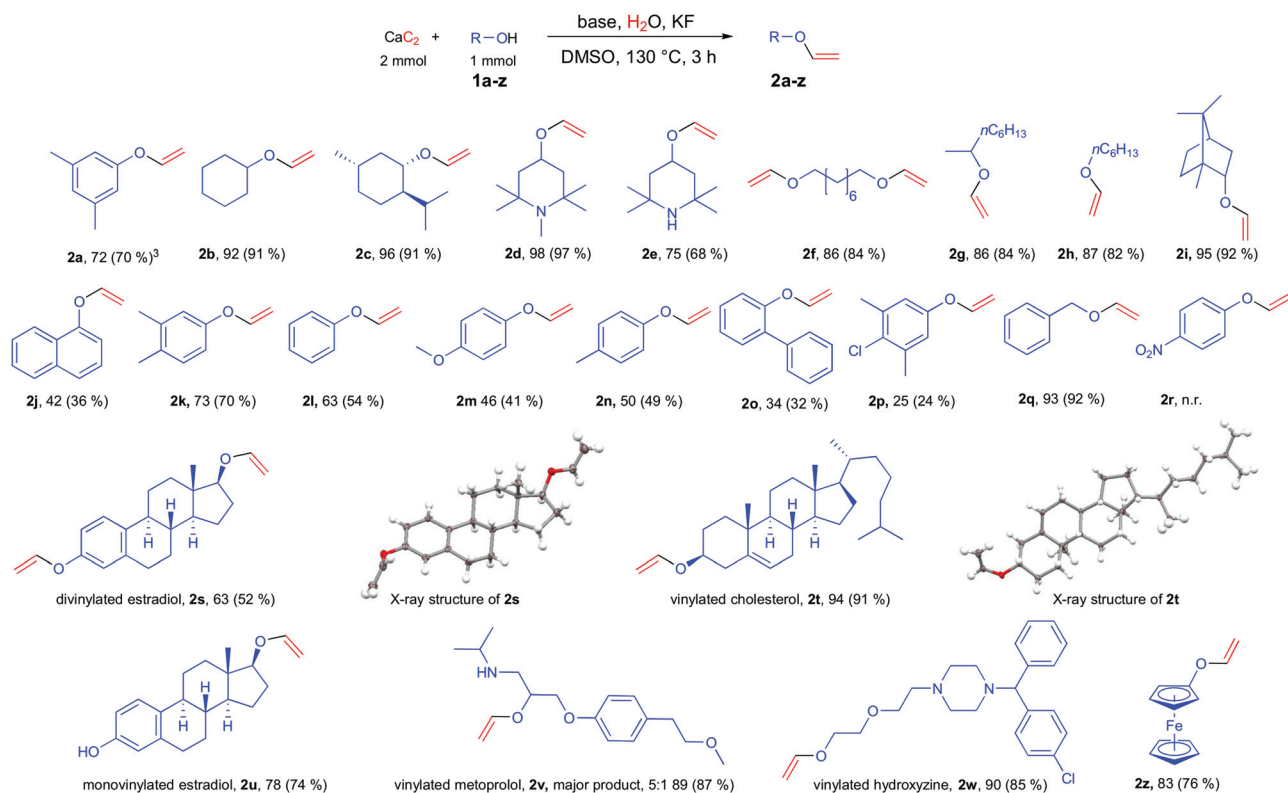 base, H₂O, KF
CaC₂ + R–OH
2 mmol 1 mmol
1a-z
DMSO, 130 °C, 3 h
R–O
2a-z
O
2a, 72 (70 %)³
O
2b, 92 (91 %)
O
2c, 96 (91 %)
O
N
2d, 98 (97 %)
O
NH
2e, 75 (68 %)
O
6
O
2f, 86 (84 %)
nC₆H₁₃
O
2g, 86 (84 %)
nC₆H₁₃
O
2h, 87 (82 %)
O
2i, 95 (92 %)
O
2j, 42 (36 %)
O
2k, 73 (70 %)
O
2l, 63 (54 %)
O
O
2m 46 (41 %)
O
2n, 50 (49 %)
O
2o, 34 (32 %)
O
Cl
2p, 25 (24 %)
O
2q, 93 (92 %)
O
O₂N
2r, n.r.
O
H
H
H
O
divinylated estradiol, 2s, 63 (52 %)
X-ray structure of 2s
H
H
H
O
vinylated cholesterol, 2t, 94 (91 %)
X-ray structure of 2t
O
H
H
H
HO
monovinylated estradiol, 2u, 78 (74 %)
HN
O
O
O
vinylated metoprolol, 2v, major product, 5:1 89 (87 %)
N
N
O
O
Cl
vinylated hydroxyzine, 2w, 90 (85 %)
O
Fe
2z, 83 (76 %)